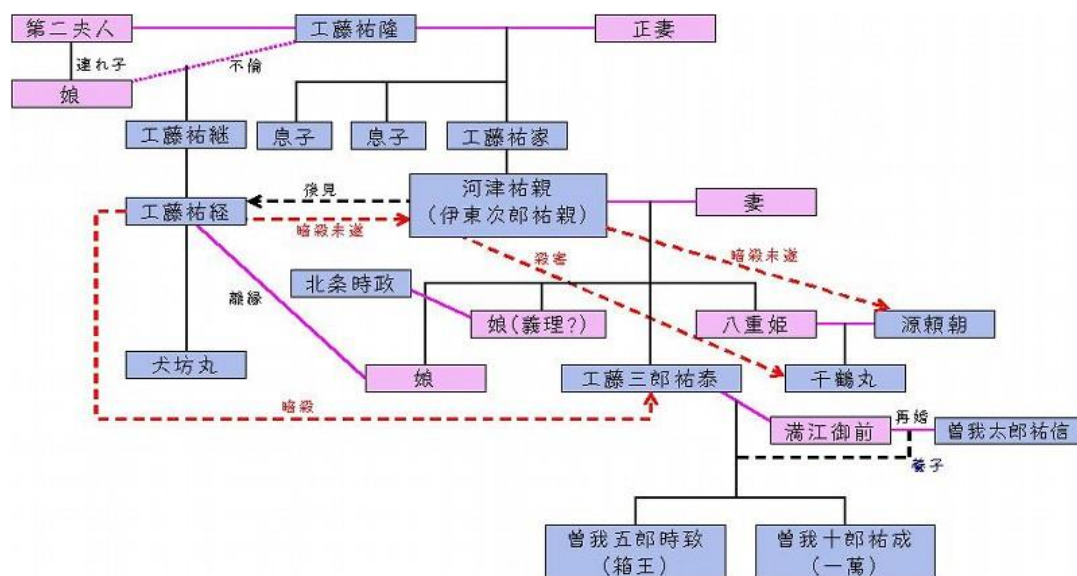 第二夫人
工藤祐隆
正妻
連れ子
不倫
娘
工藤祐継
息子
息子
工藤祐家
後見
河津祐親
(伊東次郎祐親)
妻
工藤祐経
暗殺未遂
殺害
暗殺未遂
北条時政
離縁
娘(義理?)
八重姫
源頼朝
犬坊丸
娘
工藤三郎祐泰
千鶴丸
暗殺
満江御前
再婚
曽我太郎祐信
養子
曽我五郎時致
(箱王)
曽我十郎祐成
(一萬)